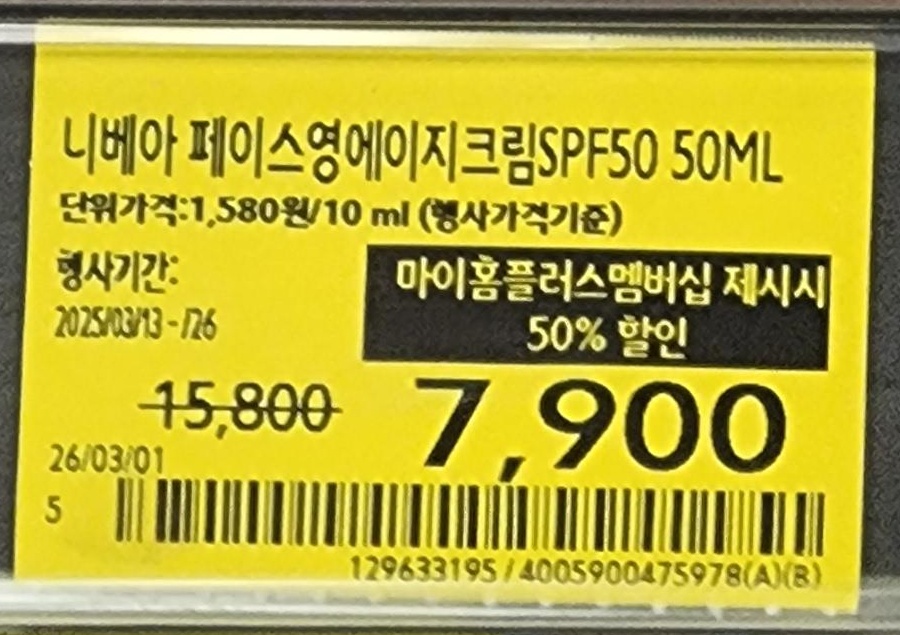 니베아 페이스영에이지크림SPF50 50ML
단위가격:1,580원/10 ml (행사가격기준)
행사기간:
2025/03/13 - /26
마이홈플러스멤버십 제시시
50% 할인
15,800
7,900
26/03/01
5
129633195 / 4005900475978(A)(B)